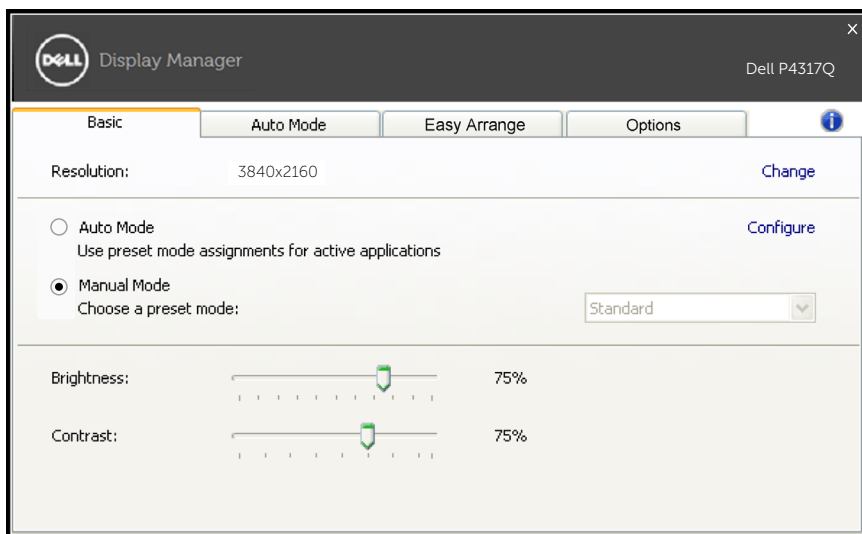 DELL Display Manager
X
Dell P4317Q
Basic Auto Mode Easy Arrange Options i
Resolution: 3840x2160 Change
Auto Mode Configure
Use preset mode assignments for active applications
Manual Mode
Choose a preset mode: Standard
Brightness: 75%
Contrast: 75%